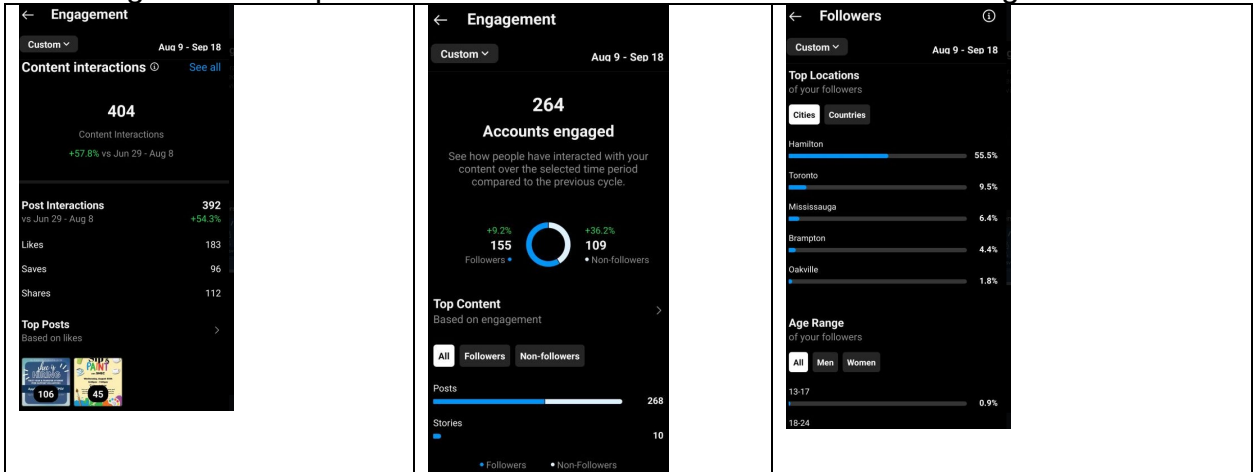 ← Engagement
Custom
Aug 9 - Sep 18
Content interactions
See all
404
Content Interactions
+57.8% vs Jun 29 - Aug 8
Post Interactions
392
vs Jun 29 - Aug 8
+54.3%
Likes
183
Saves
96
Shares
112
Top Posts
Based on likes
HIRING
106
PAINT
45
← Engagement
Custom
Aug 9 - Sep 18
264
Accounts engaged
See how people have interacted with your
content over the selected time period
compared to the previous cycle.
+9.2%
155
Followers
+36.2%
109
Non-followers
Top Content
Based on engagement
All
Followers
Non-followers
Posts
268
Stories
10
Followers
Non-Followers
← Followers
Custom
Aug 9 - Sep 18
Top Locations
of your followers
Cities
Countries
Hamilton
55.5%
Toronto
9.5%
Mississauga
6.4%
Brampton
4.4%
Oakville
1.8%
Age Range
of your followers
All
Men
Women
13-17
0.9%
18-24